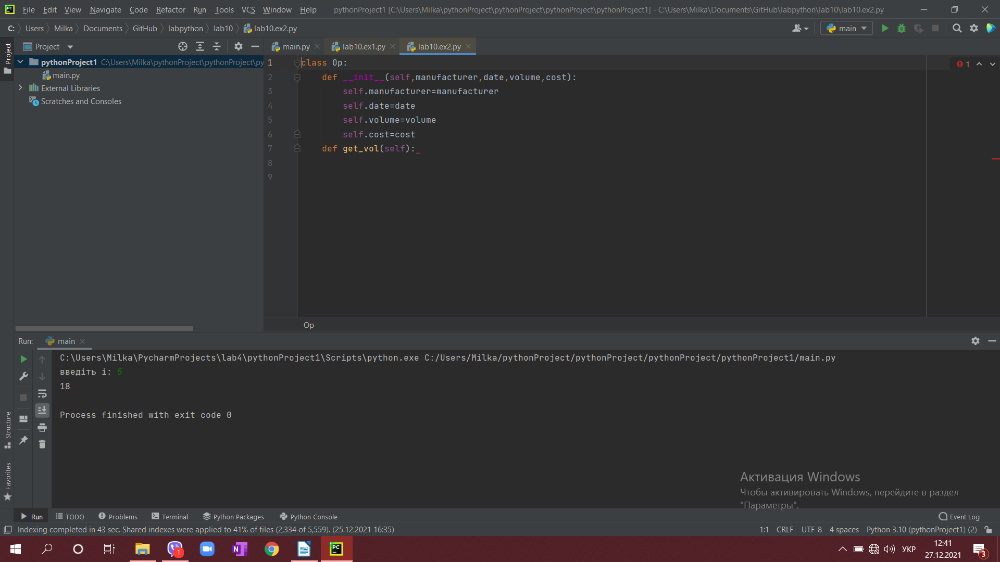 File Edit View Navigate Code Refactor Run Tools VCS Window Help pythonProject1 [C:\Users\Milka\pythonProject\pythonProject\pythonProject\pythonProject1] - C:\Users\Milka\Documents\GitHub\labpython\lab10\lab10.ex2.py
C: Users Milka Documents GitHub labpython lab10 lab10.ex2.py main
Project
Project
main.py lab10.ex1.py lab10.ex2.py
pythonProject1 C:\Users\Milka\pythonProject\pythonProject\py
main.py
External Libraries
Scratches and Consoles
1 class Op:
2 def __init__(self,manufacturer,date,volume,cost):
3 self.manufacturer=manufacturer
4 self.date=date
5 self.volume=volume
6 self.cost=cost
7 def get_vol(self):
8
9
1
Op
Run: main
C:\Users\Milka\PycharmProjects\lab4\pythonProject1\Scripts\python.exe C:/Users/Milka/pythonProject/pythonProject/pythonProject/pythonProject1/main.py
введіть і: 5
18
Process finished with exit code 0
Structure
Favorites
Активация Windows
Чтобы активировать Windows, перейдите в раздел
"Параметры".
Run TODO Problems Terminal Python Packages Python Console Event Log
Indexing completed in 43 sec. Shared indexes were applied to 41% of files (2,334 of 5,559). (25.12.2021 16:35) 1:1 CRLF UTF-8 4 spaces Python 3.10 (pythonProject1) (2)
PC
1
N
УКР
12:41
27.12.2021
3